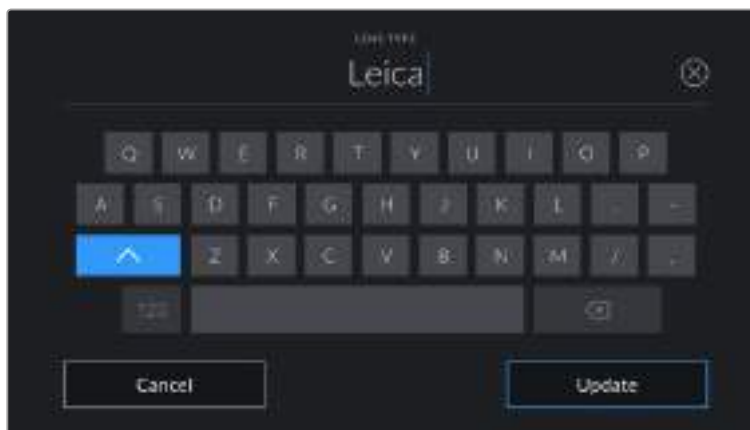 LENS TYPE
Leica
Q W E R T Y U I O P
A S D F G H J K L . -
Z X C V B N M / ,
123
Cancel Update